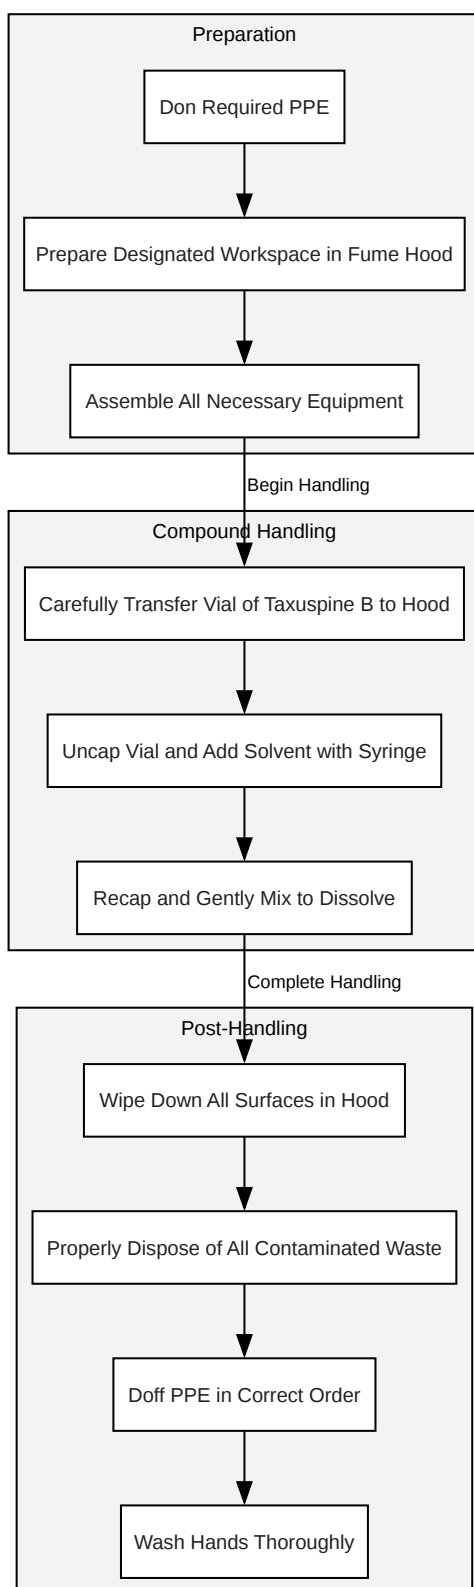 Preparation
Don Required PPE
Prepare Designated Workspace in Fume Hood
Assemble All Necessary Equipment
Begin Handling
Compound Handling
Carefully Transfer Vial of Taxuspine B to Hood
Uncap Vial and Add Solvent with Syringe
Recap and Gently Mix to Dissolve
Complete Handling
Post-Handling
Wipe Down All Surfaces in Hood
Properly Dispose of All Contaminated Waste
Doff PPE in Correct Order
Wash Hands Thoroughly